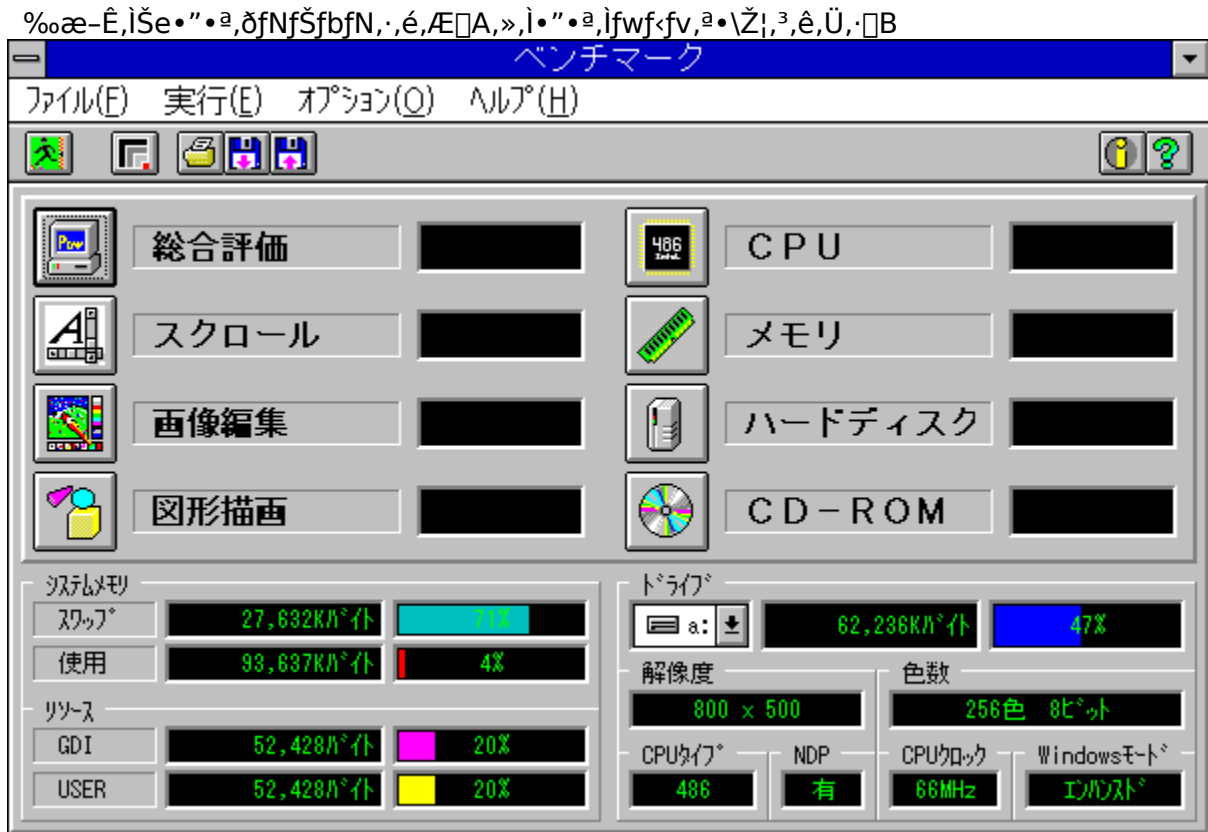 ‰æ–Ê‚ÌŠe•”•ª‚ðƒNƒŠƒbƒN‚·‚é‚Æ□A‚»‚Ì•”•ª‚Ìƒwƒ‹ƒv‚ª•\Ž¦‚³‚ê‚Ü‚·□B
ベンチマーク
ﾌｧｲﾙ(F) 実行(E) ｵﾌﾟｼｮﾝ(O) ﾍﾙﾌﾟ(H)
Pow 総合評価 486 Intel ＣＰＵ
A スクロール メモリ
画像編集 ハードディスク
図形描画 ＣＤ－ＲＯＭ
ｼｽﾃﾑﾒﾓﾘ ﾄﾞﾗｲﾌﾞ
ｽﾜｯﾌﾟ 27,632Kﾊﾞｲﾄ 71% a: 62,236Kﾊﾞｲﾄ 47%
使用 93,637Kﾊﾞｲﾄ 4% 解像度 色数
ﾘｿｰｽ 800 × 500 256色 8ﾋﾞｯﾄ
GDI 52,428ﾊﾞｲﾄ 20% CPUﾀｲﾌﾟ NDP CPUｸﾛｯｸ Windowsﾓｰﾄﾞ
USER 52,428ﾊﾞｲﾄ 20% 486 有 66MHz ｴﾝﾊﾝｽﾄﾞ